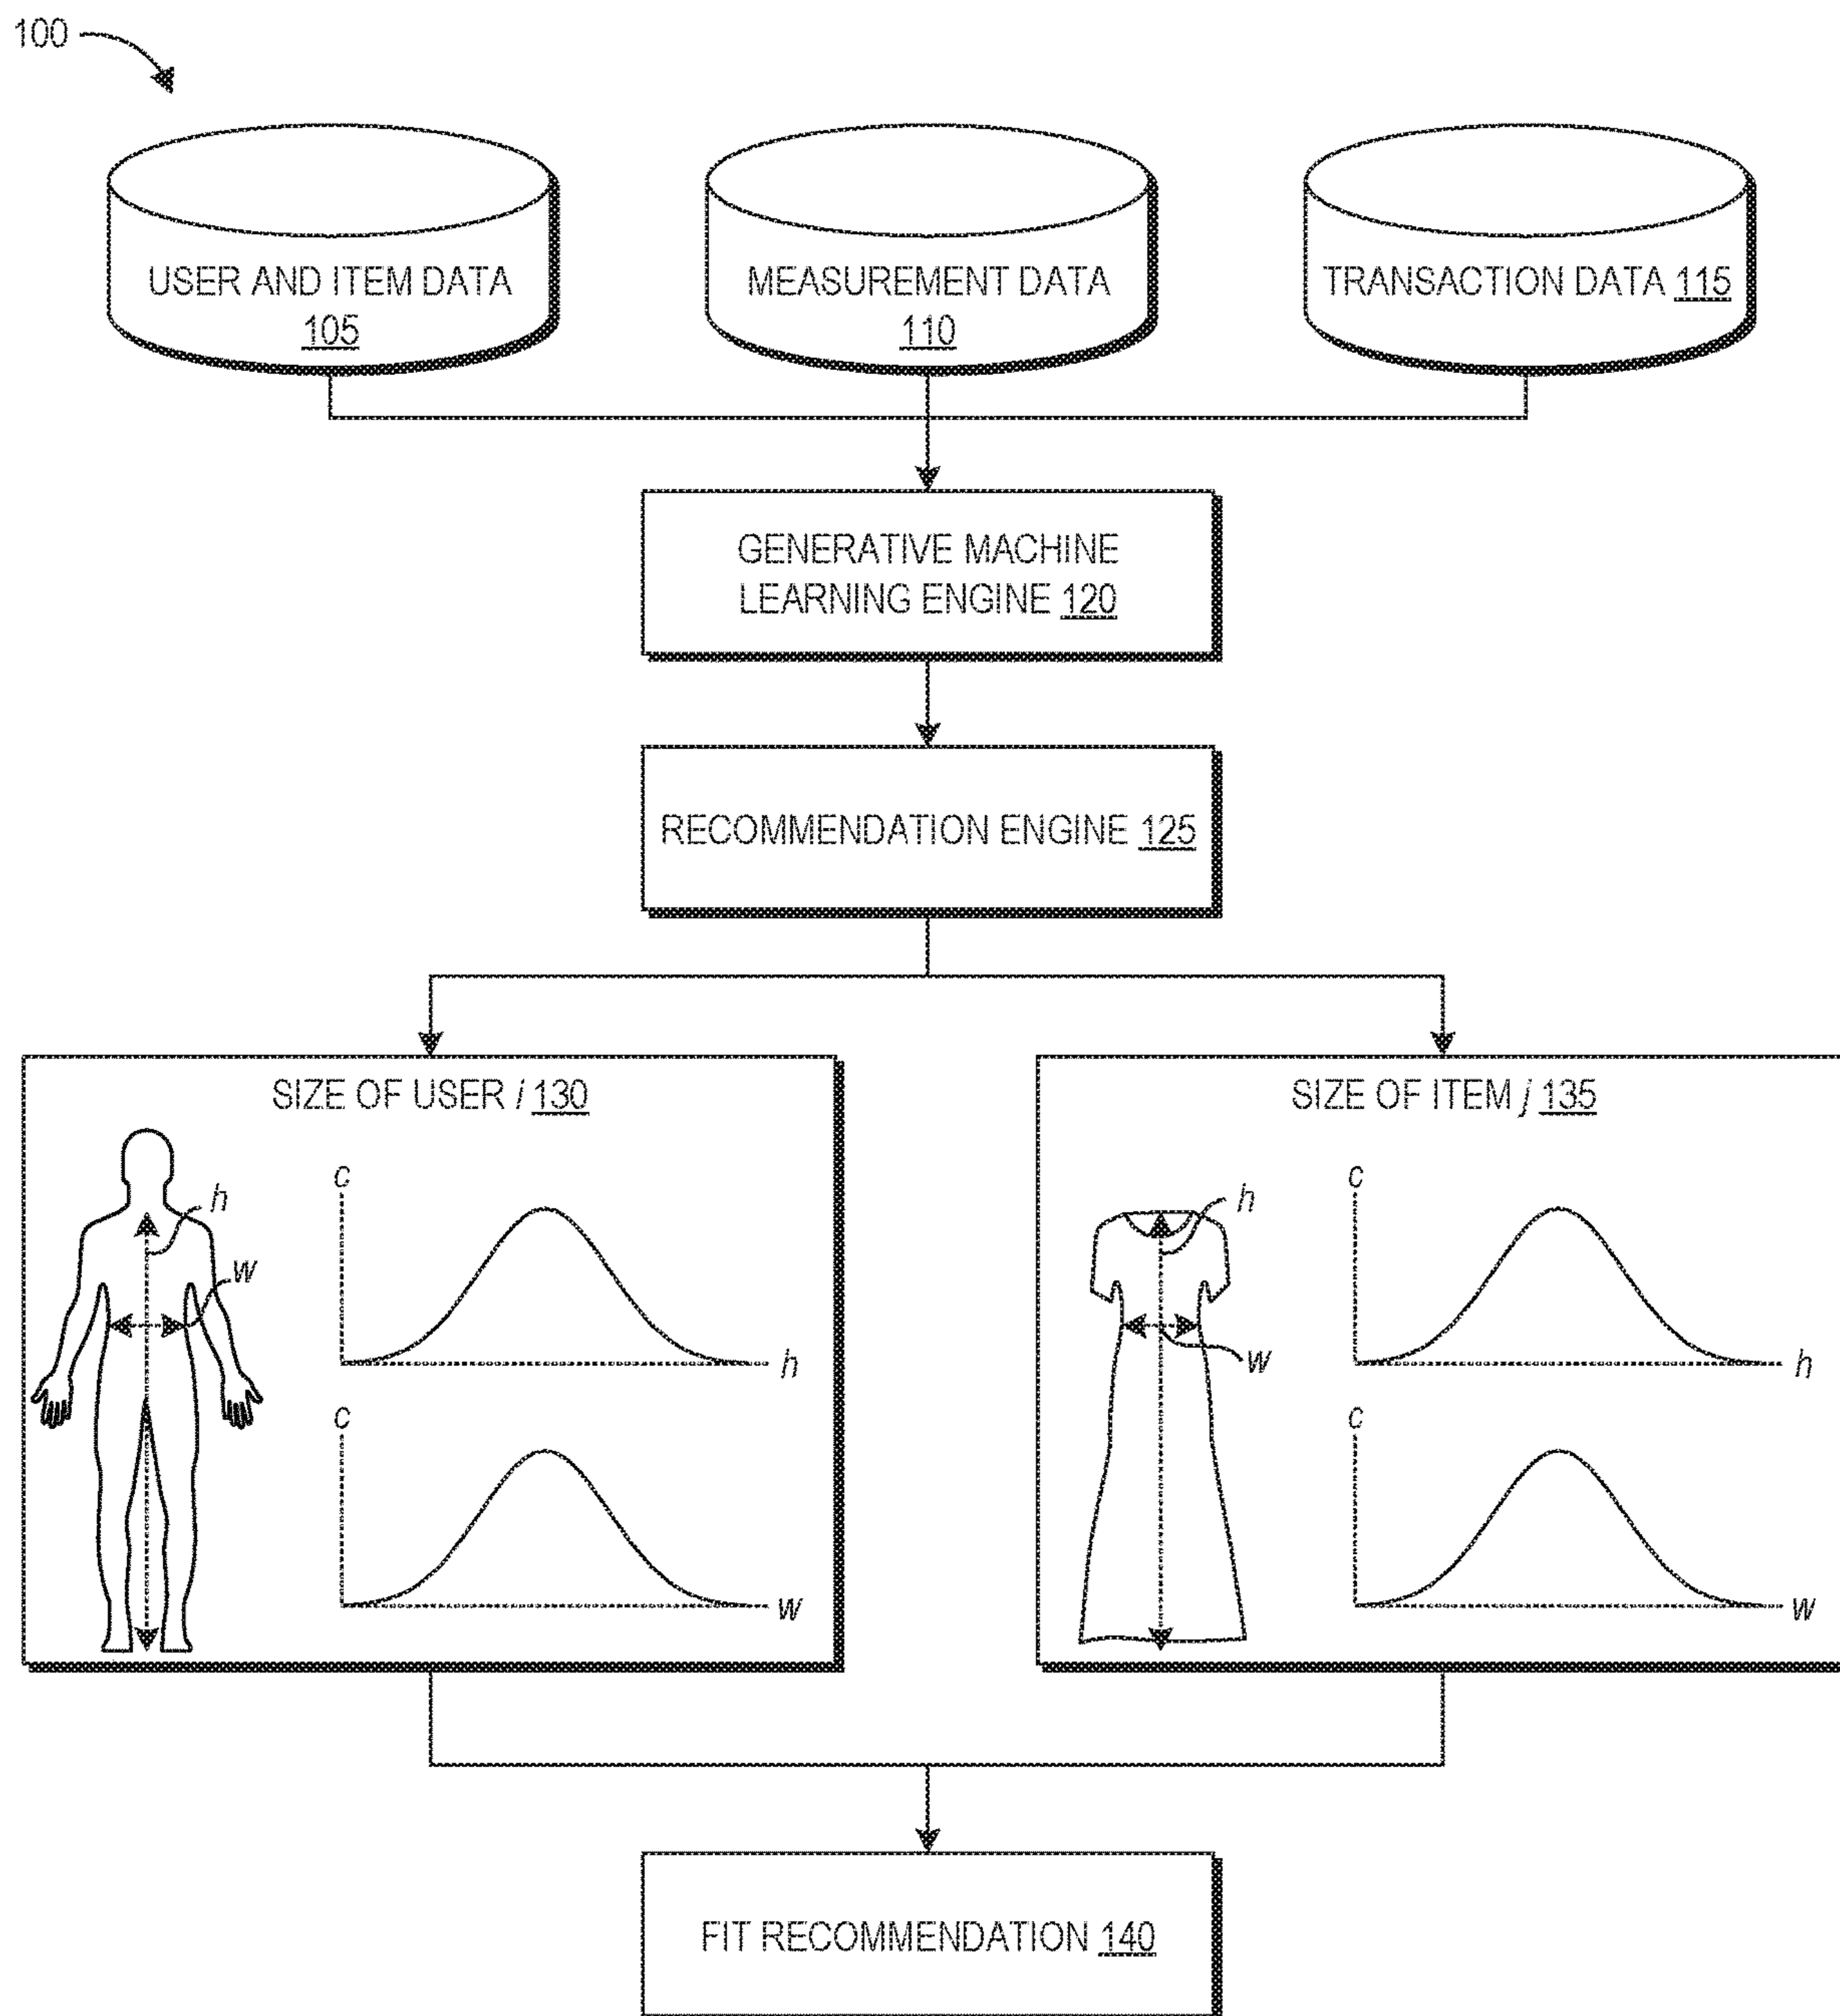 100
USER AND ITEM DATA
105
MEASUREMENT DATA
110
TRANSACTION DATA 115
GENERATIVE MACHINE
LEARNING ENGINE 120
RECOMMENDATION ENGINE 125
SIZE OF USER i 130
h
w
c
h
c
w
SIZE OF ITEM j 135
h
w
c
h
c
w
FIT RECOMMENDATION 140